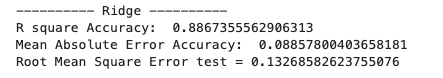 ---------- Ridge ----------
R square Accuracy:  0.8867355562906313
Mean Absolute Error Accuracy:  0.08857800403658181
Root Mean Square Error test = 0.13268582623755076